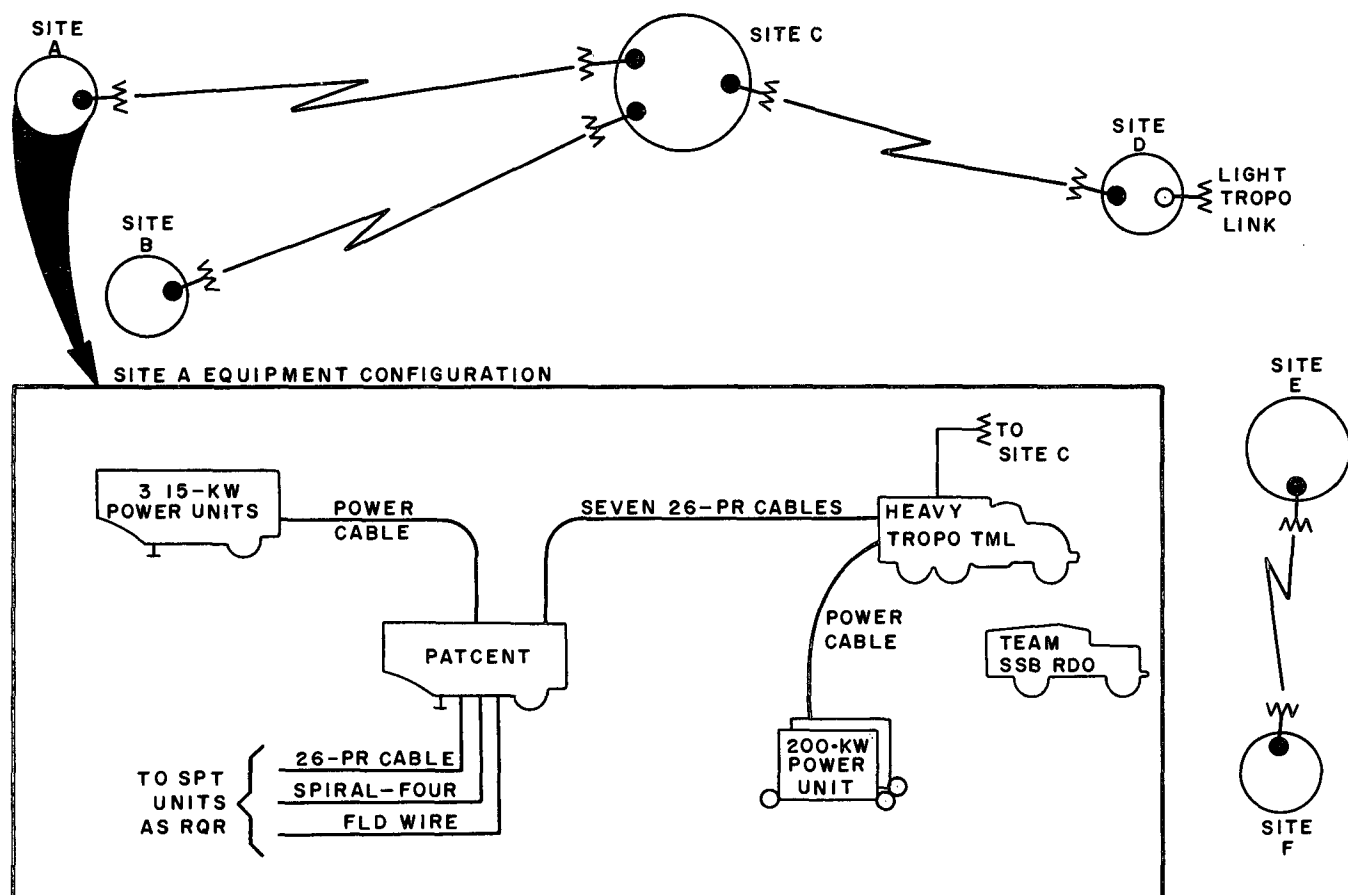 SITE
A
SITE C
SITE
D
LIGHT
TROPO
LINK
SITE
B
SITE A EQUIPMENT CONFIGURATION
SITE
E
TO
SITE C
3 15-KW
POWER UNITS
POWER
CABLE
SEVEN 26-PR CABLES
HEAVY
TROPO TML
POWER
CABLE
TEAM
SSB RDO
PATCENT
200-KW
POWER
UNIT
TO SPT
UNITS
AS RQR
26-PR CABLE
SPIRAL-FOUR
FLD WIRE
SITE
F